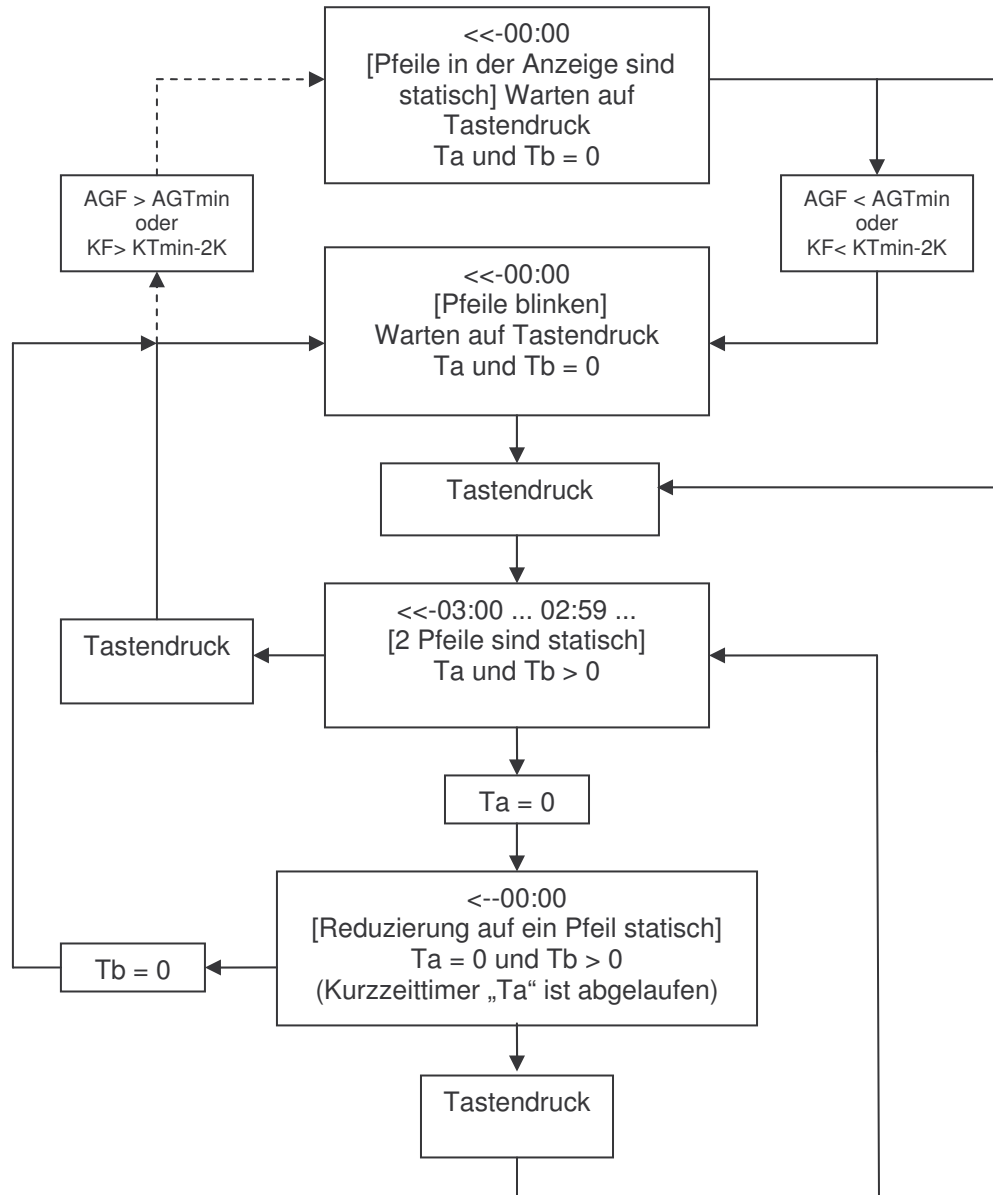 <<-00:00
[Pfeile in der Anzeige sind
statisch] Warten auf
Tastendruck
Ta und Tb = 0
AGF > AGTmin
oder
KF> KTmin-2K
AGF < AGTmin
oder
KF< KTmin-2K
<<-00:00
[Pfeile blinken]
Warten auf Tastendruck
Ta und Tb = 0
Tastendruck
<<-03:00 ... 02:59 ...
[2 Pfeile sind statisch]
Ta und Tb > 0
Tastendruck
Ta = 0
<--00:00
[Reduzierung auf ein Pfeil statisch]
Ta = 0 und Tb > 0
(Kurzzeittimer „Ta“ ist abgelaufen)
Tb = 0
Tastendruck